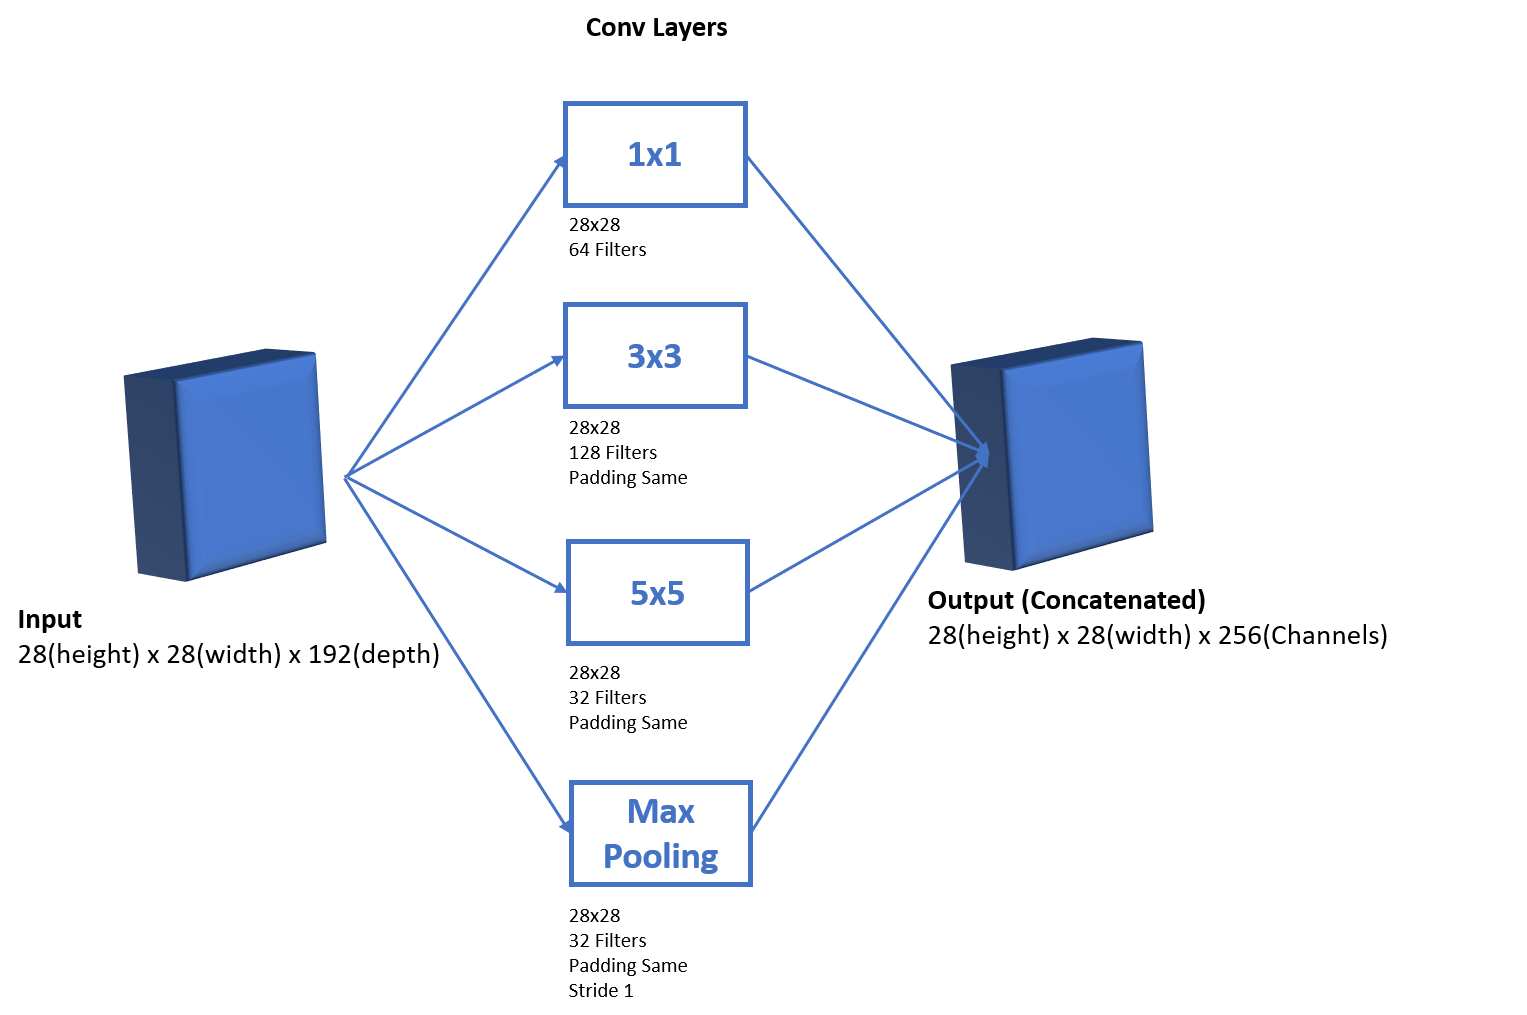 Conv Layers
1x1
28x28
64 Filters
3x3
28x28
128 Filters
Padding Same
5x5
28x28
32 Filters
Padding Same
Max
Pooling
28x28
32 Filters
Padding Same
Stride 1
Input
28(height) x 28(width) x 192(depth)
Output (Concatenated)
28(height) x 28(width) x 256(Channels)